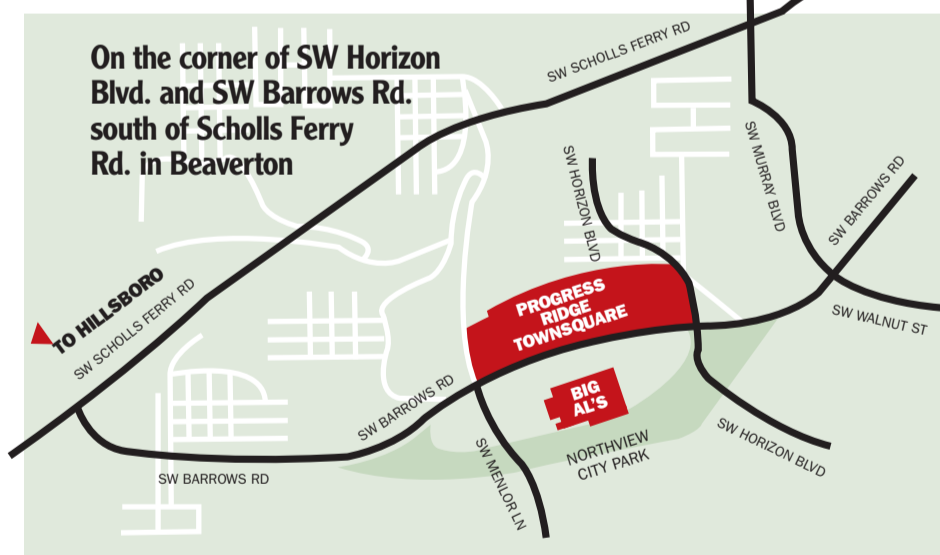 On the corner of SW Horizon
Blvd. and SW Barrows Rd.
south of Scholls Ferry
Rd. in Beaverton
SW SCHOLLS FERRY RD
SW HORIZON BLVD
SW MURRAY BLVD
SW BARROWS RD
TO HILLSBORO
SW SCHOLLS FERRY RD
PROGRESS
RIDGE
TOWNSQUARE
SW WALNUT ST
BIG
AL'S
SW BARROWS RD
NORTHVIEW
CITY PARK
SW HORIZON BLVD
SW MENLOR LN
SW BARROWS RD